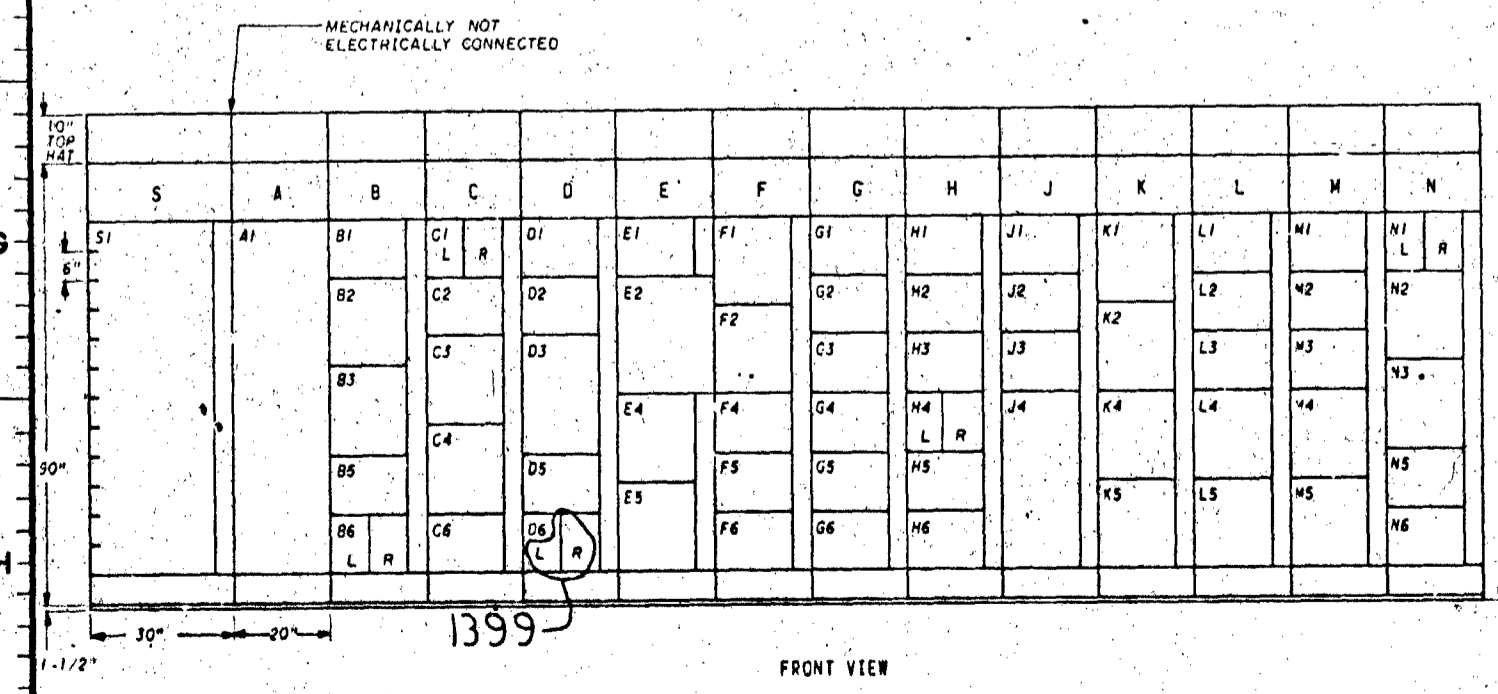 MECHANICALLY NOT
ELECTRICALLY CONNECTED
10"
TOP
HAT
S A B C D E F G H J K L M N
S1 A1 B1 C1 D1 E1 F1 G1 H1 J1 K1 L1 M1 N1
L R L R
G
6"
B2 C2 D2 E2 G2 H2 J2 L2 M2 N2
F2 K2
B3 C3 D3 G3 H3 J3 L3 M3 N3
E4 F4 G4 H4 J4 K4 L4 M4
L R
C4
90"
B5 D5 E5 F5 G5 H5 K5 L5 M5 N5
B6 C6 D6 F6 G6 H6 N6
L R L R
H
30" 20"
1399
1-1/2"
FRONT VIEW